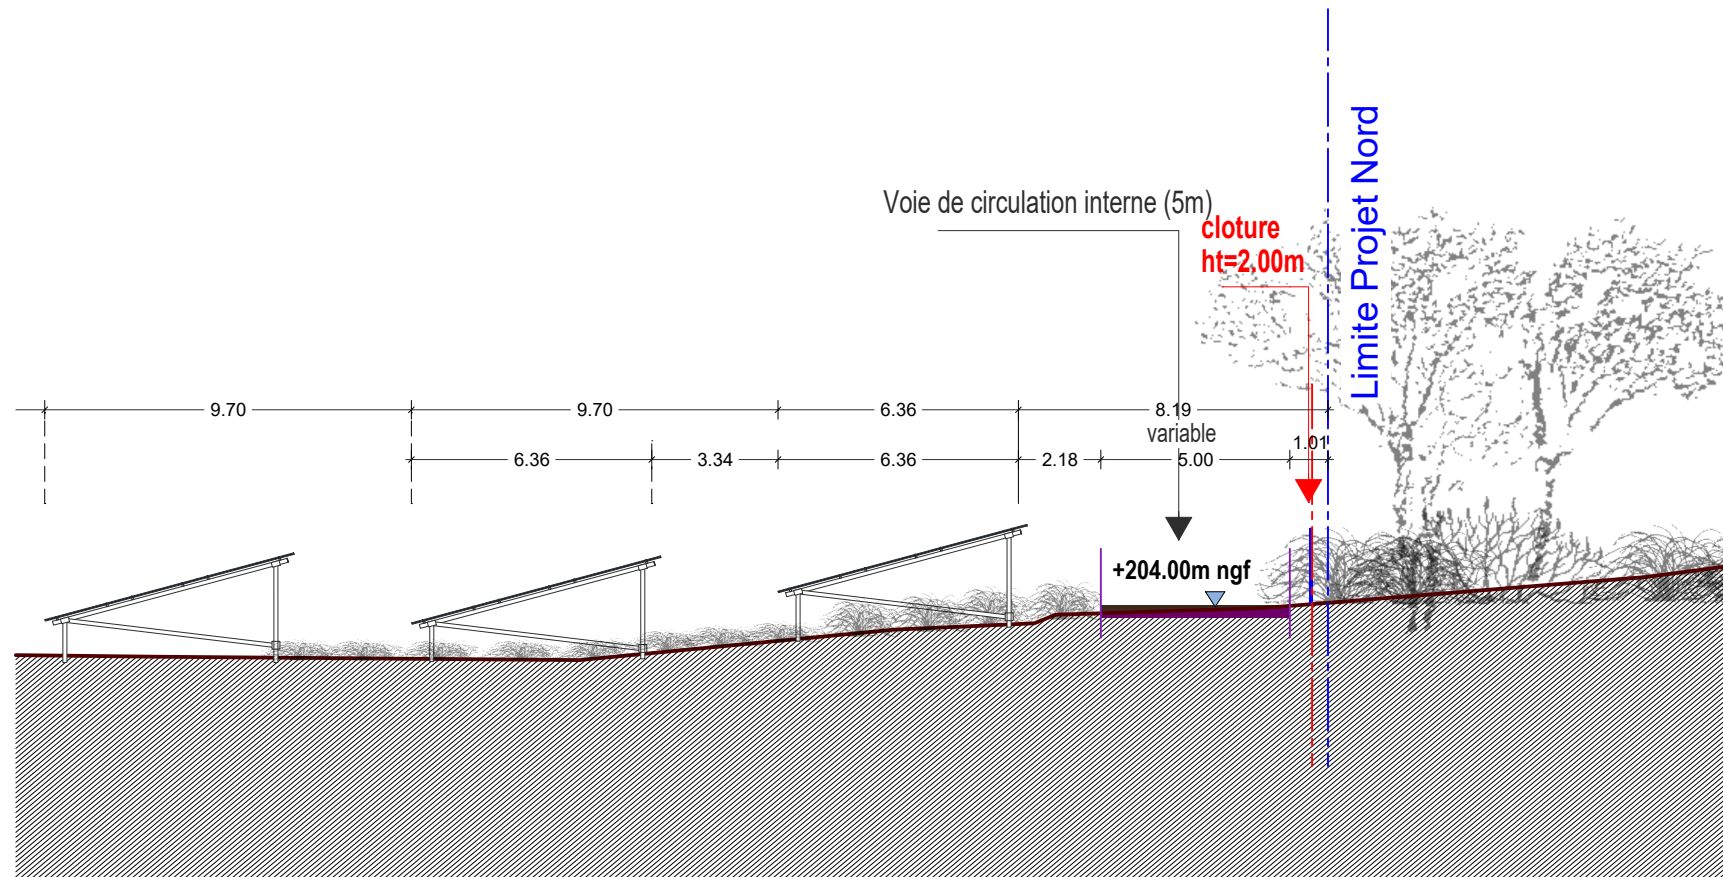 Limite Projet Nord
Voie de circulation interne (5m)
cloture
ht=2.00m
9.70
9.70
6.36
8.19
variable
1.01
6.36
3.34
6.36
2.18
5.00
+204.00m ngf